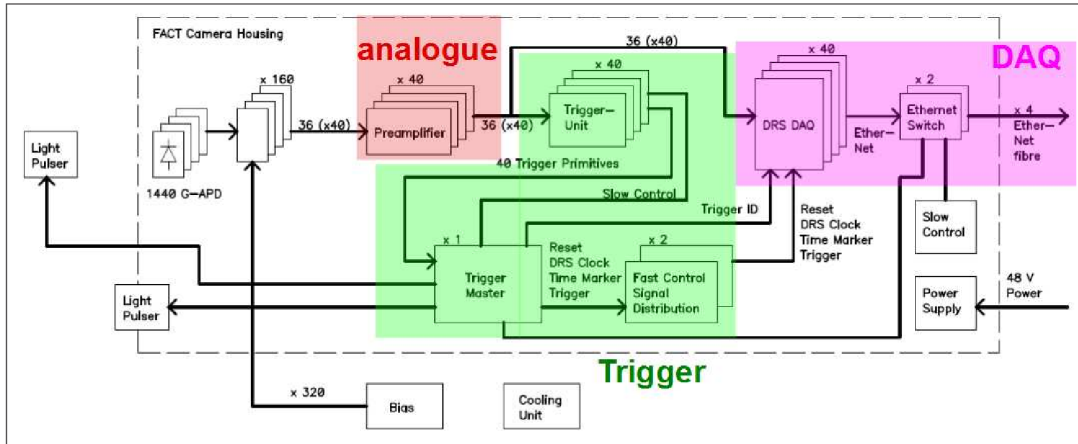 FACT Camera Housing
analogue
36 (x40)
DAQ
x 160
x 40
x 40
x 40
x 2
36 (x40)
Preamplifier
36 (x40)
Trigger-
Unit
DRS DAQ
Ether-
Net
Ethernet
Switch
x 4
Ether-
Net
fibre
Light
Pulser
1440 G-APD
40 Trigger Primitives
Slow Control
Trigger ID
Reset
DRS Clock
Time Marker
Trigger
Slow
Control
x 1
Trigger
Master
Reset
DRS Clock
Time Marker
Trigger
x 2
Fast Control
Signal
Distribution
Light
Pulser
Power
Supply
48 V
Power
Trigger
x 320
Bias
Cooling
Unit